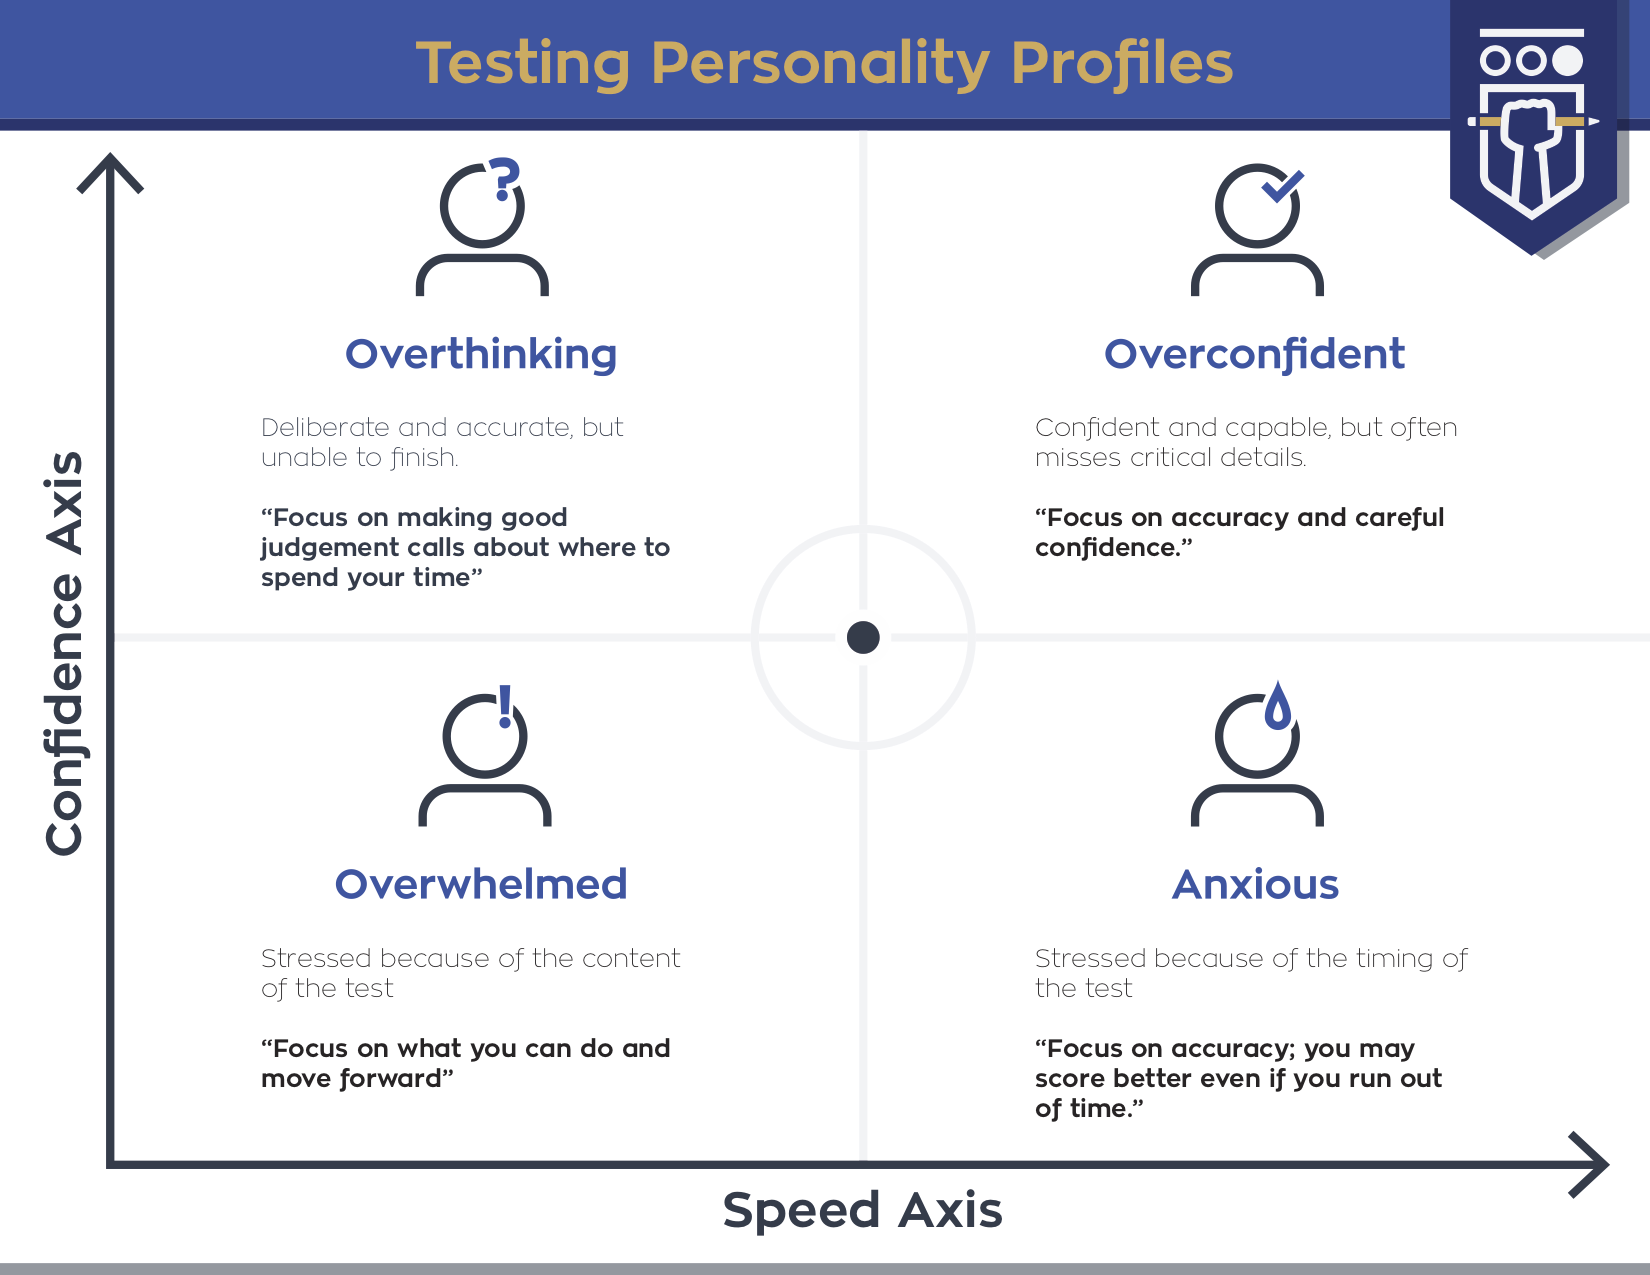 Testing Personality Profiles
Confidence Axis
?
Overthinking
Deliberate and accurate, but
unable to finish.
“Focus on making good
judgement calls about where to
spend your time”
Overconfident
Confident and capable, but often
misses critical details.
“Focus on accuracy and careful
confidence.”
!
Overwhelmed
Stressed because of the content
of the test
“Focus on what you can do and
move forward”
Anxious
Stressed because of the timing of
the test
“Focus on accuracy; you may
score better even if you run out
of time.”
Speed Axis